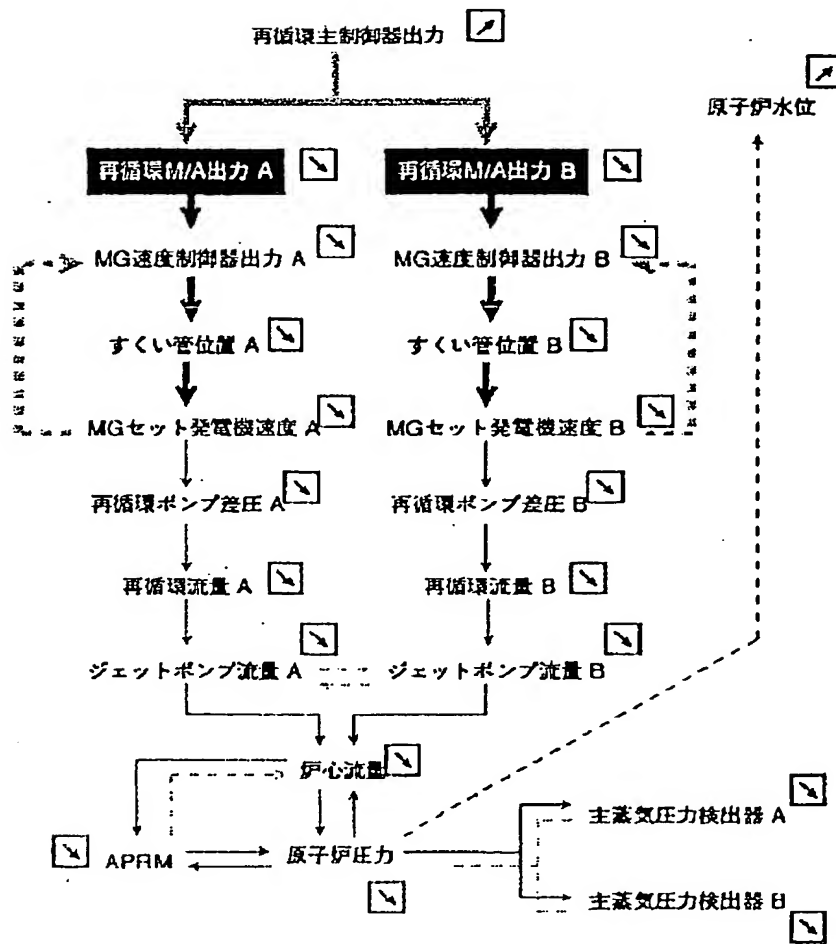 再循環主制御器出力
原子炉水位
再循環M/A出力 A
再循環M/A出力 B
MG速度制御器出力 A
MG速度制御器出力 B
すくい管位置 A
すくい管位置 B
MGセット発電機速度 A
MGセット発電機速度 B
再循環ポンプ差圧 A
再循環ポンプ差圧 B
再循環流量 A
再循環流量 B
ジェットポンプ流量 A
ジェットポンプ流量 B
炉心流量
主蒸気圧力検出器 A
APRM
原子炉圧力
主蒸気圧力検出器 B